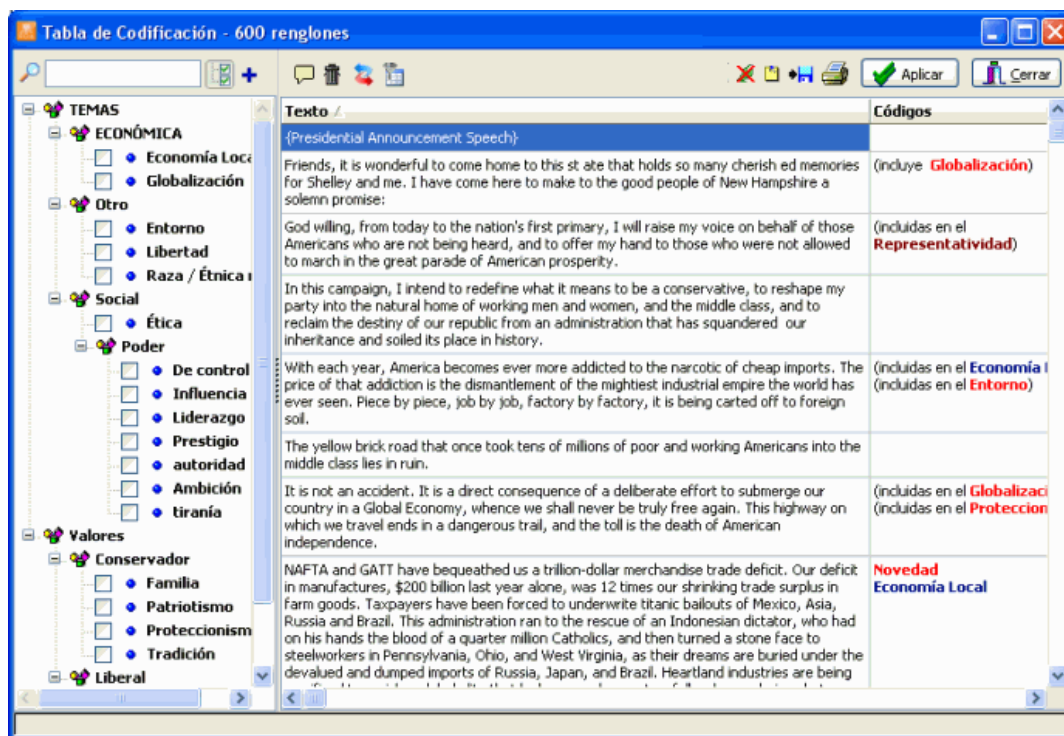 Tabla de Codificación - 600 renglones
Aplicar
Cerrar
TEMAS
ECONÓMICA
Economía Loca
Globalización
Otro
Entorno
Libertad
Raza / Étnica
Social
Ética
Poder
De control
Influencia
Liderazgo
Prestigio
autoridad
Ambición
tiranía
Valores
Conservador
Familia
Patriotismo
Proteccionism
Tradición
Liberal
Texto
Códigos
{Presidential Announcement Speech}
Friends, it is wonderful to come home to this st ate that holds so many cherish ed memories
for Shelley and me. I have come here to make to the good people of New Hampshire a
solemn promise:
(incluye Globalización)
God willing, from today to the nation's first primary, I will raise my voice on behalf of those
Americans who are not being heard, and to offer my hand to those who were not allowed
to march in the great parade of American prosperity.
(incluidas en el
Representatividad)
In this campaign, I intend to redefine what it means to be a conservative, to reshape my
party into the natural home of working men and women, and the middle class, and to
reclaim the destiny of our republic from an administration that has squandered our
inheritance and soiled its place in history.
With each year, America becomes ever more addicted to the narcotic of cheap imports. The
price of that addiction is the dismantlement of the mightiest industrial empire the world has
ever seen. Piece by piece, job by job, factory by factory, it is being carted off to foreign
soil.
(incluidas en el Economía
(incluidas en el Entorno)
The yellow brick road that once took tens of millions of poor and working Americans into the
middle class lies in ruin.
It is not an accident. It is a direct consequence of a deliberate effort to submerge our
country in a Global Economy, whence we shall never be truly free again. This highway on
which we travel ends in a dangerous trail, and the toll is the death of American
independence.
(incluidas en el Globalizaci
(incluidas en el Proteccion
NAFTA and GATT have bequeathed us a trillion-dollar merchandise trade deficit. Our deficit
in manufactures, $200 billion last year alone, was 12 times our shrinking trade surplus in
farm goods. Taxpayers have been forced to underwrite titanic bailouts of Mexico, Asia,
Russia and Brazil. This administration ran to the rescue of an Indonesian dictator, who had
on his hands the blood of a quarter million Catholics, and then turned a stone face to
steelworkers in Pennsylvania, Ohio, and West Virginia, as their dreams are buried under the
devalued and dumped imports of Russia, Japan, and Brazil. Heartland industries are being
Novedad
Economía Local